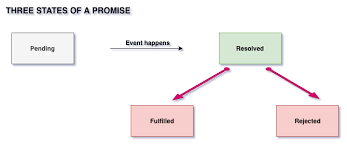 THREE STATES OF A PROMISE
Pending
Event happens
Resolved
Fulfilled
Rejected